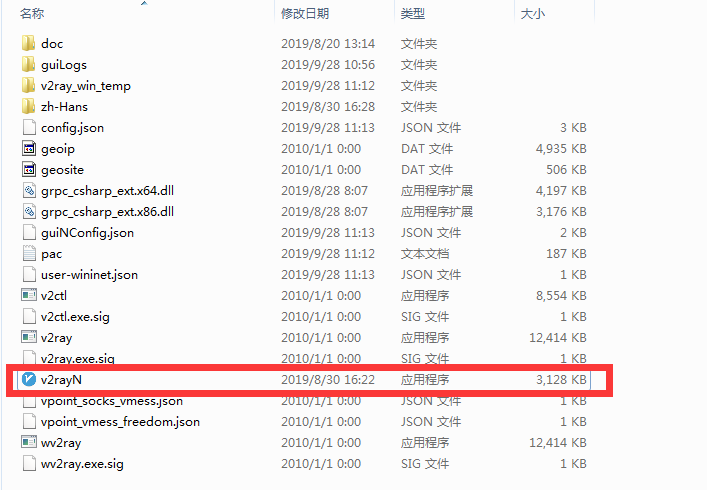 名称 修改日期 类型 大小
doc 2019/8/20 13:14 文件夹
guiLogs 2019/9/28 10:56 文件夹
v2ray_win_temp 2019/9/28 11:12 文件夹
zh-Hans 2019/8/30 16:28 文件夹
config.json 2019/9/28 11:13 JSON 文件 3 KB
geoip 2010/1/1 0:00 DAT 文件 4,935 KB
geosite 2010/1/1 0:00 DAT 文件 506 KB
grpc_csharp_ext.x64.dll 2019/8/28 8:07 应用程序扩展 4,197 KB
grpc_csharp_ext.x86.dll 2019/8/28 8:07 应用程序扩展 3,176 KB
guiNConfig.json 2019/9/28 11:13 JSON 文件 2 KB
pac 2019/9/28 11:12 文本文档 187 KB
user-wininet.json 2019/9/28 11:13 JSON 文件 1 KB
v2ctl 2010/1/1 0:00 应用程序 8,554 KB
v2ctl.exe.sig 2010/1/1 0:00 SIG 文件 1 KB
v2ray 2010/1/1 0:00 应用程序 12,414 KB
v2ray.exe.sig 2010/1/1 0:00 SIG 文件 1 KB
v2rayN 2019/8/30 16:22 应用程序 3,128 KB
vpoint_socks_vmess.json 2010/1/1 0:00 JSON 文件 1 KB
vpoint_vmess_freedom.json 2010/1/1 0:00 JSON 文件 1 KB
wv2ray 2010/1/1 0:00 应用程序 12,414 KB
wv2ray.exe.sig 2010/1/1 0:00 SIG 文件 1 KB